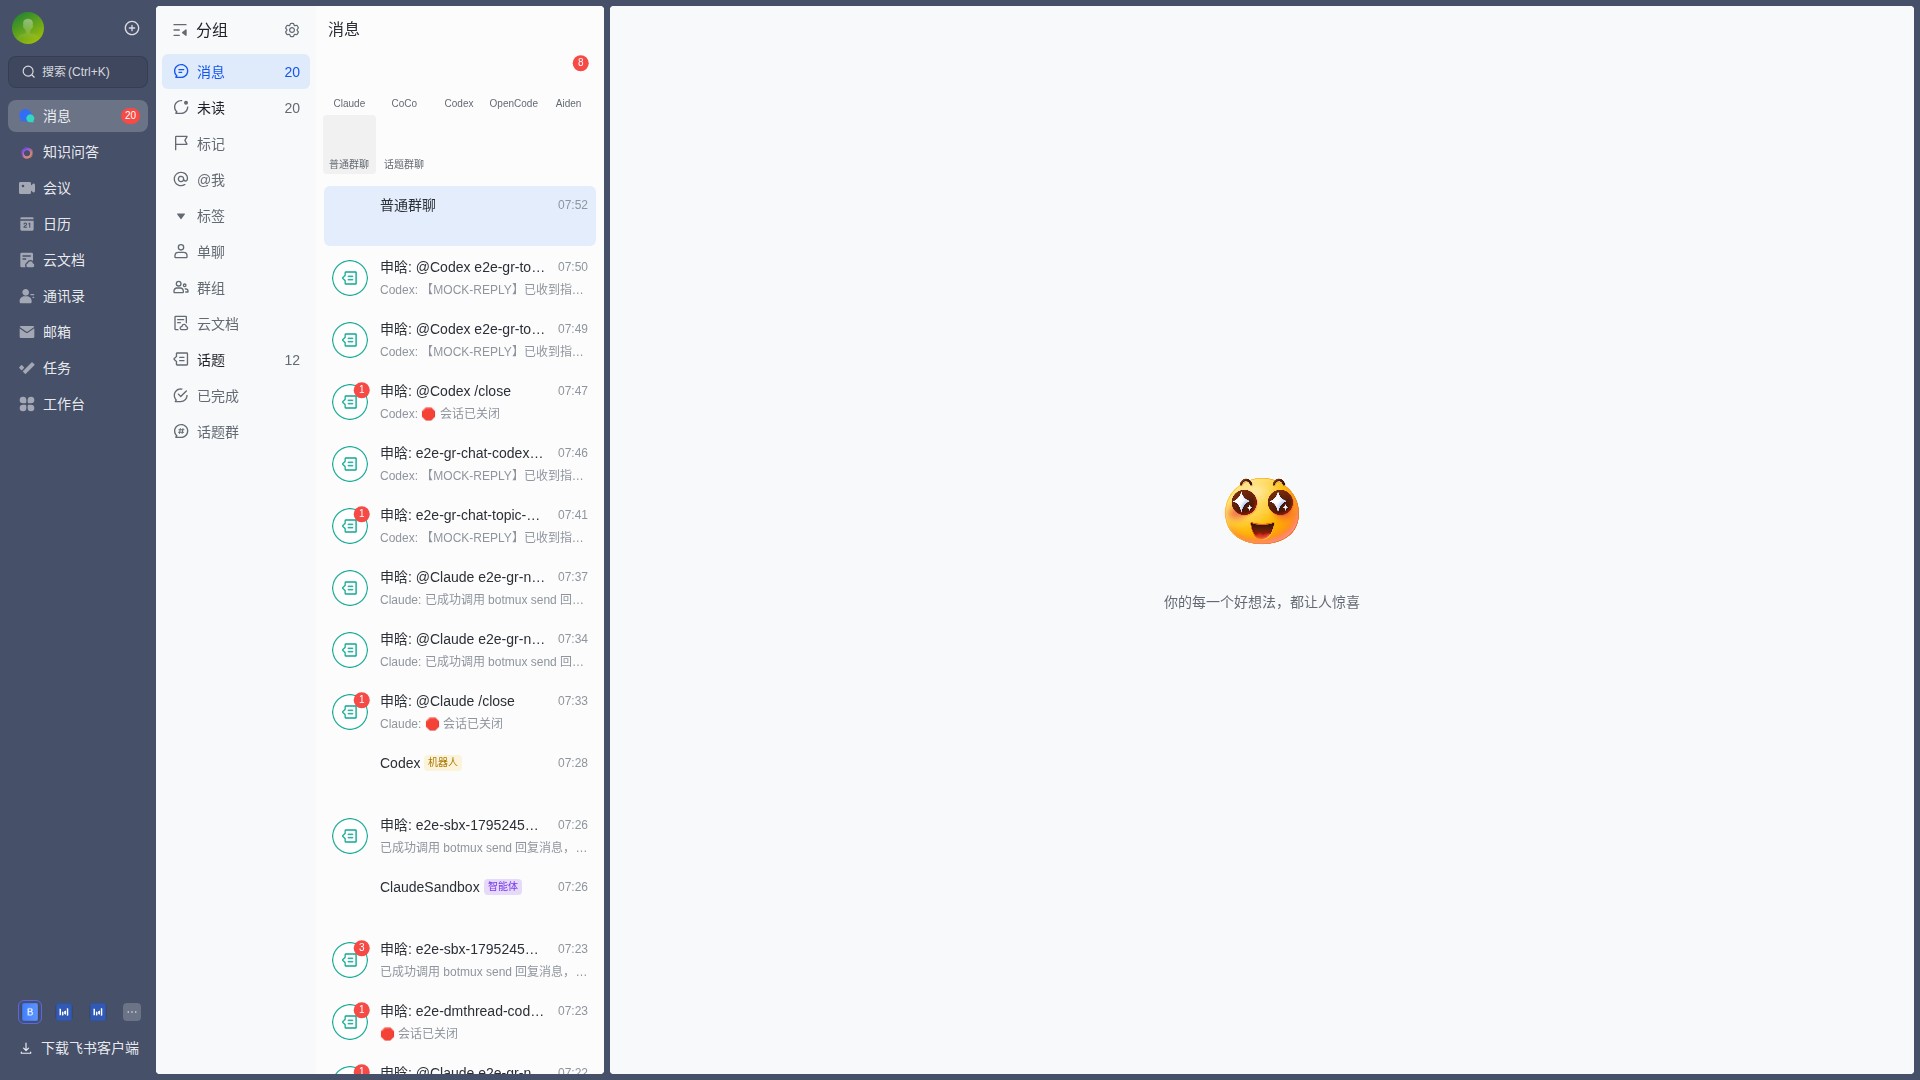 搜索 (Ctrl+K)
消息 20
知识问答
会议
日历
云文档
通讯录
邮箱
任务
工作台
B
下载飞书客户端
分组
消息 20
未读 20
标记
@我
标签
单聊
群组
云文档
话题 12
已完成
话题群
消息
8
Claude CoCo Codex OpenCode Aiden
普通群聊 话题群聊
普通群聊 07:52
申晗: @Codex e2e-gr-to... 07:50
Codex: 【MOCK-REPLY】已收到指...
申晗: @Codex e2e-gr-to... 07:49
Codex: 【MOCK-REPLY】已收到指...
1 申晗: @Codex /close 07:47
Codex: 会话已关闭
申晗: e2e-gr-chat-codex... 07:46
Codex: 【MOCK-REPLY】已收到指...
1 申晗: e2e-gr-chat-topic-... 07:41
Codex: 【MOCK-REPLY】已收到指...
申晗: @Claude e2e-gr-n... 07:37
Claude: 已成功调用 botmux send 回...
申晗: @Claude e2e-gr-n... 07:34
Claude: 已成功调用 botmux send 回...
1 申晗: @Claude /close 07:33
Claude: 会话已关闭
Codex 机器人 07:28
申晗: e2e-sbx-1795245... 07:26
已成功调用 botmux send 回复消息，...
ClaudeSandbox 智能体 07:26
3 申晗: e2e-sbx-1795245... 07:23
已成功调用 botmux send 回复消息，...
1 申晗: e2e-dmthread-cod... 07:23
会话已关闭
1 申晗: @Claude e2e-gr-n... 07:22
你的每一个好想法，都让人惊喜